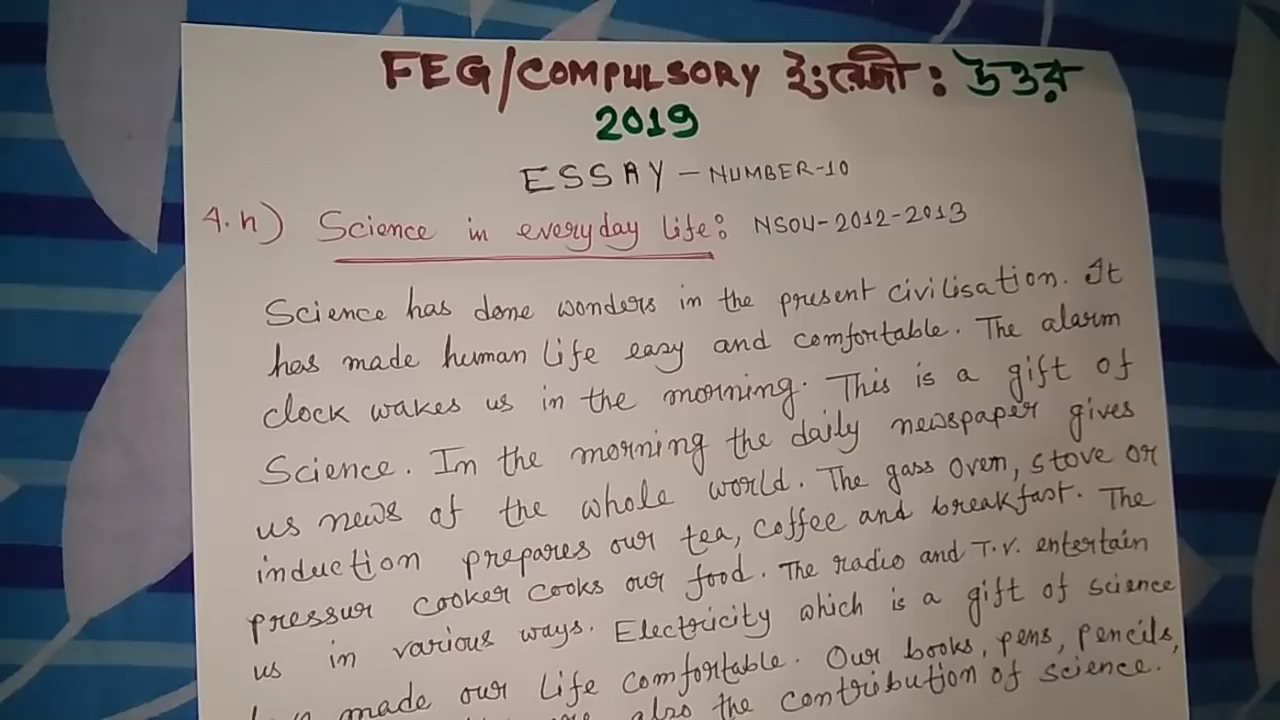 FEG/COMPULSORY ইংরেজী : উত্তর
2019
ESSAY - NUMBER-10
4. h) Science in everyday life: NSOU-2012-2013
Science has done wonders in the present civilisation. It
has made human life easy and comfortable. The alarm
clock wakes us in the morning. This is a gift of
Science. In the morning the daily newspaper gives
us news of the whole world. The gass oven, stove or
induction prepares our tea, coffee and breakfast. The
pressur cooker cooks our food. The radio and T.V. entertain
us in various ways. Electricity which is a gift of science
made our life comfortable. Our books, pens, pencils,
also the contribution of science.